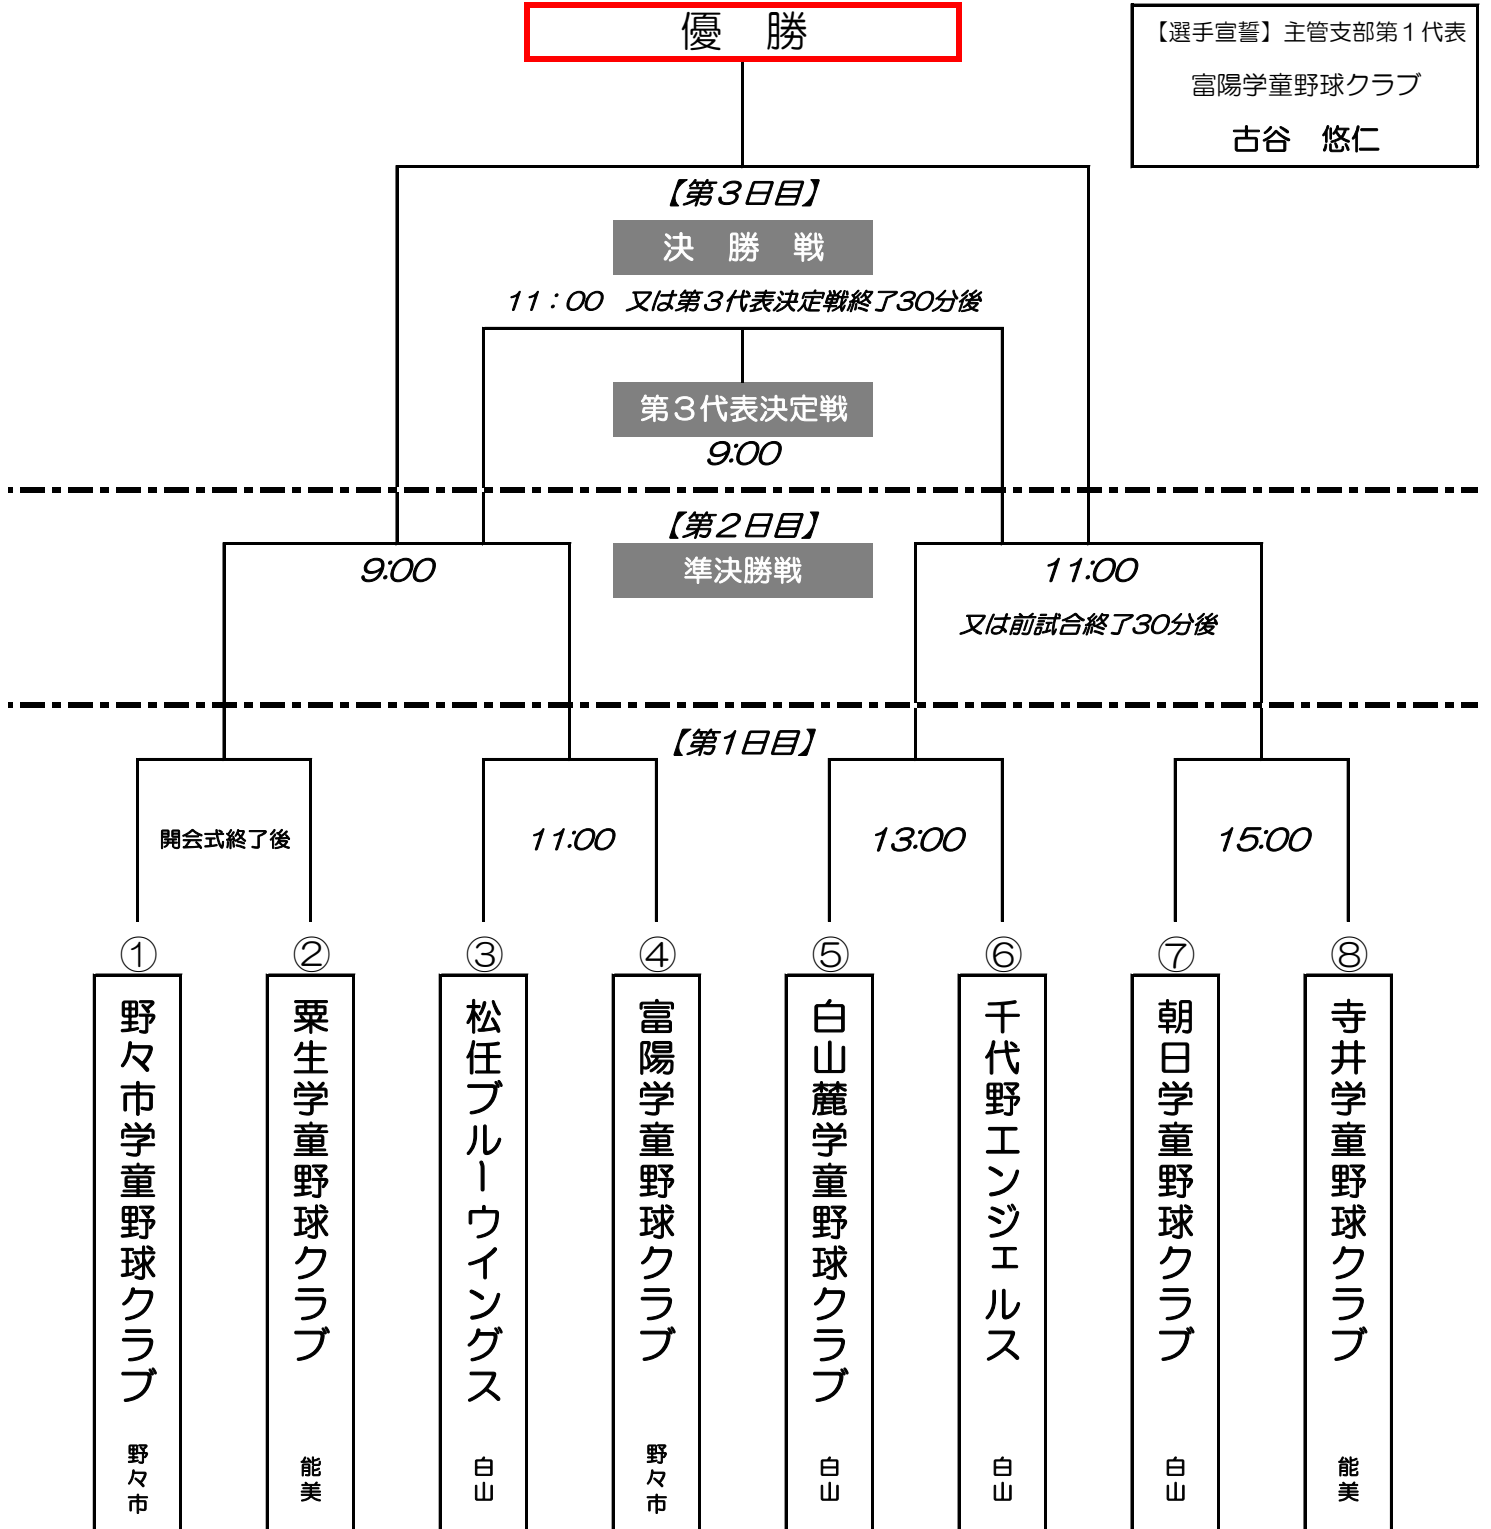 優　勝
【選手宣誓】主管支部第１代表
富陽学童野球クラブ
古谷　悠仁
【第３日目】
決　勝　戦
11：00　又は第３代表決定戦終了30分後
第３代表決定戦
9:00
【第２日目】
準決勝戦
9:00
11:00
又は前試合終了30分後
【第１日目】
開会式終了後
11:00
13:00
15:00
①
②
③
④
⑤
⑥
⑦
⑧
野々市学童野球クラブ
野々市
粟生学童野球クラブ
能美
松任ブルーウイングス
白山
富陽学童野球クラブ
野々市
白山麓学童野球クラブ
白山
千代野エンジェルス
白山
朝日学童野球クラブ
白山
寺井学童野球クラブ
能美